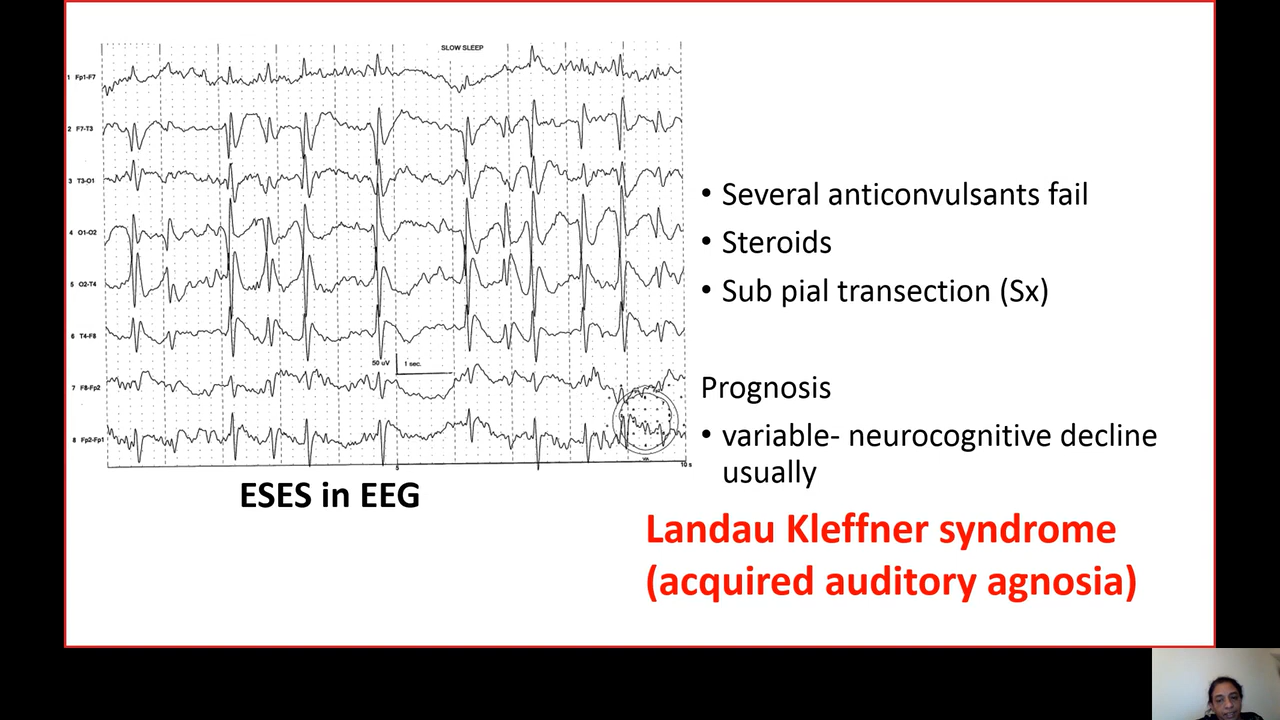 SLOW SLEEP
1 Fp1-F7
2 F7-T3
3 T3-O1
4 O1-O2
5 O2-T4
6 T4-F8
50 uV 1 sec.
7 F8-Fp2
8 Fp2-Fp1
5
10 s
ESES in EEG
• Several anticonvulsants fail
• Steroids
• Sub pial transection (Sx)
Prognosis
• variable- neurocognitive decline
usually
Landau Kleffner syndrome
(acquired auditory agnosia)